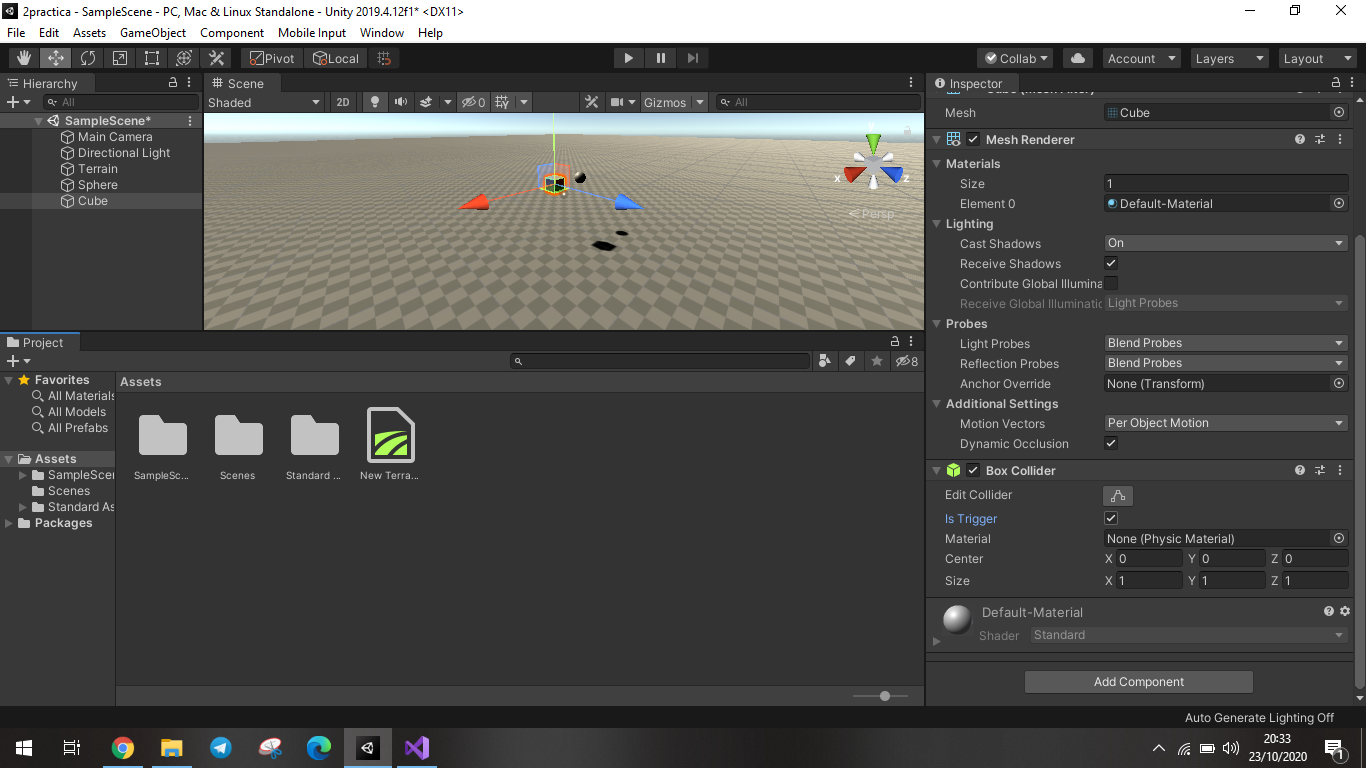 2practica - SampleScene - PC, Mac & Linux Standalone - Unity 2019.4.12f1* <DX11>
File Edit Assets GameObject Component Mobile Input Window Help
Pivot Local Collab Account Layers Layout
Hierarchy
All
SampleScene*
Main Camera
Directional Light
Terrain
Sphere
Cube
Scene
Shaded 2D 0 Gizmos All
y
x z
Persp
Project
8
Favorites
All Materials
All Models
All Prefabs
Assets
SampleScen
Scenes
Standard As
Packages
Assets
SampleSc... Scenes Standard ... New Terra...
Inspector
Mesh Cube
Mesh Renderer
Materials
Size 1
Element 0 Default-Material
Lighting
Cast Shadows On
Receive Shadows
Contribute Global Illumina
Receive Global Illuminatic Light Probes
Probes
Light Probes Blend Probes
Reflection Probes Blend Probes
Anchor Override None (Transform)
Additional Settings
Motion Vectors Per Object Motion
Dynamic Occlusion
Box Collider
Edit Collider
Is Trigger
Material None (Physic Material)
Center X 0 Y 0 Z 0
Size X 1 Y 1 Z 1
Default-Material
Shader Standard
Add Component
Auto Generate Lighting Off
20:33
23/10/2020
1